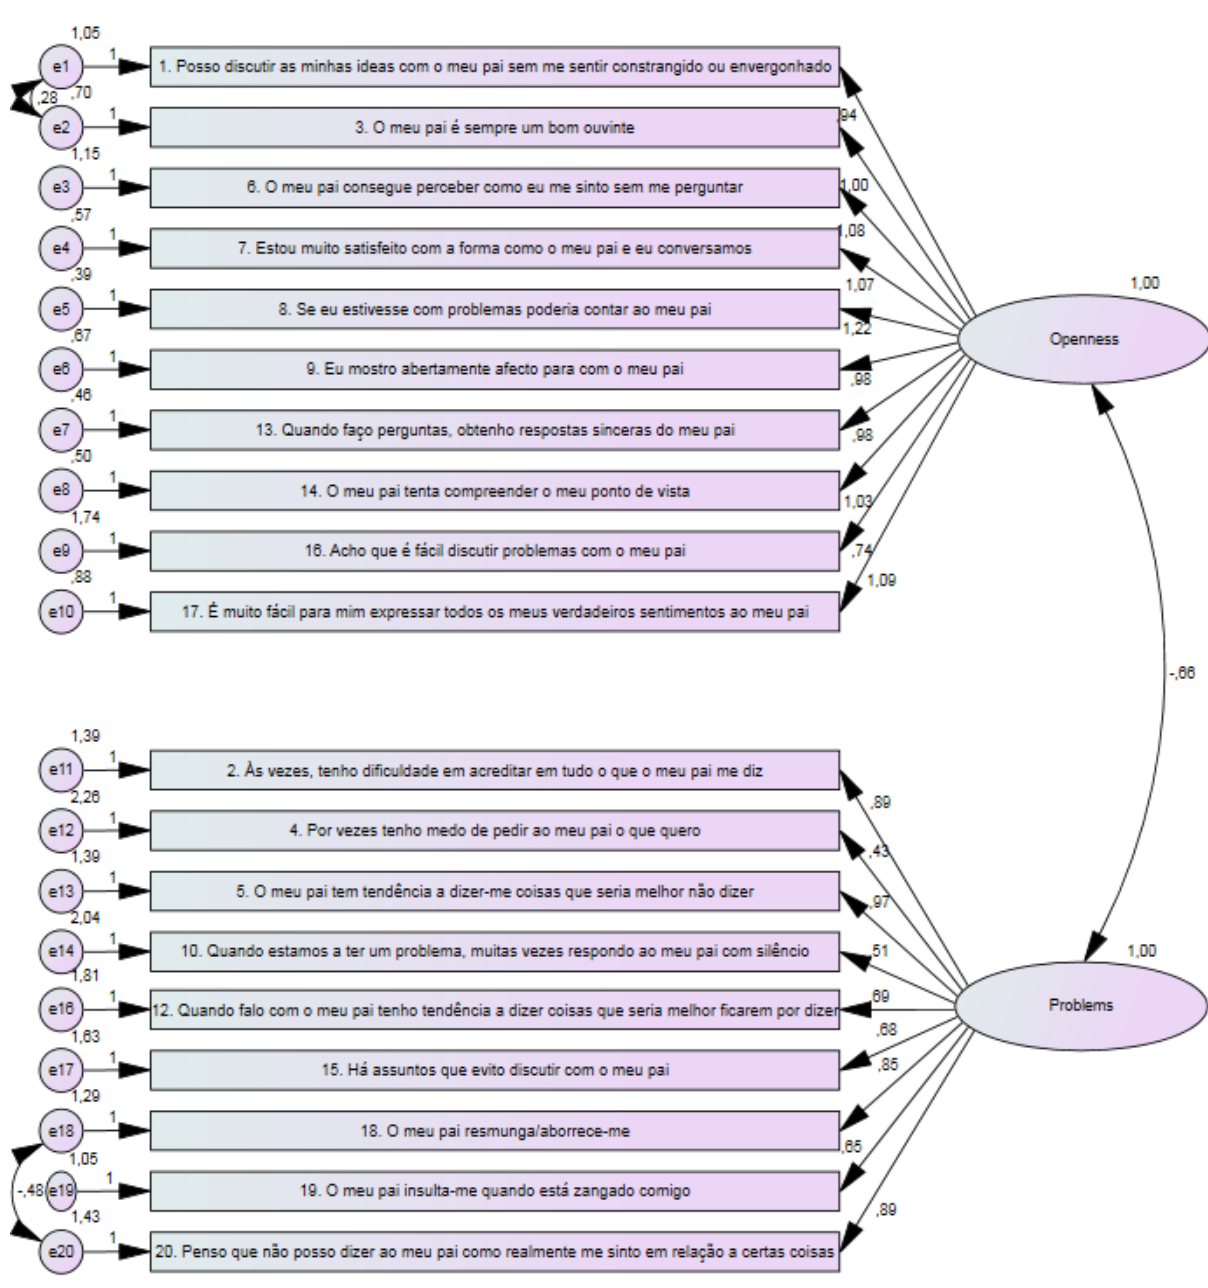 1,05
e1
1
1. Posso discutir as minhas ideas com o meu pai sem me sentir constrangido ou envergonhado
,28
,70
e2
1
3. O meu pai é sempre um bom ouvinte
,94
1,15
e3
1
6. O meu pai consegue perceber como eu me sinto sem me perguntar
1,00
,57
e4
1
7. Estou muito satisfeito com a forma como o meu pai e eu conversamos
1,08
,39
e5
1
8. Se eu estivesse com problemas poderia contar ao meu pai
1,07
1,22
1,00
Openness
,67
e6
1
9. Eu mostro abertamente afecto para com o meu pai
,98
,46
e7
1
13. Quando faço perguntas, obtenho respostas sinceras do meu pai
,98
,50
e8
1
14. O meu pai tenta compreender o meu ponto de vista
1,03
1,74
e9
1
16. Acho que é fácil discutir problemas com o meu pai
,74
,88
e10
1
17. É muito fácil para mim expressar todos os meus verdadeiros sentimentos ao meu pai
1,09
-,66
1,39
e11
1
2. Às vezes, tenho dificuldade em acreditar em tudo o que o meu pai me diz
,89
2,26
e12
1
4. Por vezes tenho medo de pedir ao meu pai o que quero
,43
1,39
e13
1
5. O meu pai tem tendência a dizer-me coisas que seria melhor não dizer
,97
2,04
e14
1
10. Quando estamos a ter um problema, muitas vezes respondo ao meu pai com silêncio
,51
1,00
Problems
1,81
e16
1
12. Quando falo com o meu pai tenho tendência a dizer coisas que seria melhor ficarem por dizer
,69
,68
1,63
e17
1
15. Há assuntos que evito discutir com o meu pai
,85
1,29
e18
1
18. O meu pai resmunga/aborrece-me
,65
1,05
-,48
e19
1
19. O meu pai insulta-me quando está zangado comigo
,89
1,43
e20
1
20. Penso que não posso dizer ao meu pai como realmente me sinto em relação a certas coisas